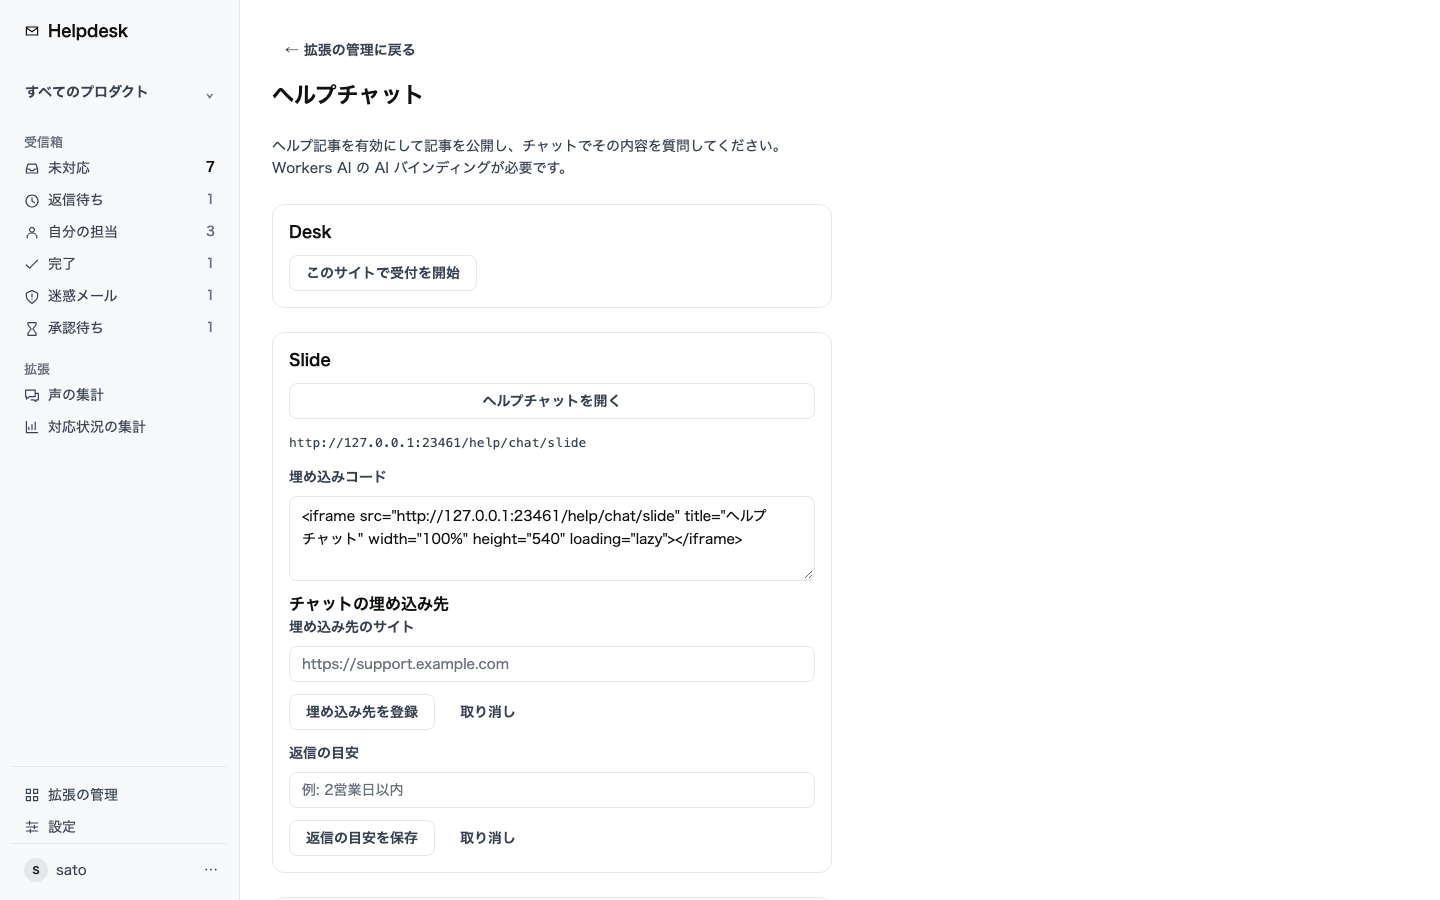 Helpdesk
すべてのプロダクト
受信箱
未対応 7
返信待ち 1
自分の担当 3
完了 1
迷惑メール 1
承認待ち 1
拡張
声の集計
対応状況の集計
拡張の管理
設定
S sato ...
← 拡張の管理に戻る
ヘルプチャット
ヘルプ記事を有効にして記事を公開し、チャットでその内容を質問してください。
Workers AI の AI バインディングが必要です。
Desk
このサイトで受付を開始
Slide
ヘルプチャットを開く
http://127.0.0.1:23461/help/chat/slide
埋め込みコード
<iframe src="http://127.0.0.1:23461/help/chat/slide" title="ヘルプ
チャット" width="100%" height="540" loading="lazy"></iframe>
チャットの埋め込み先
埋め込み先のサイト
https://support.example.com
埋め込み先を登録 取り消し
返信の目安
例: 2営業日以内
返信の目安を保存 取り消し